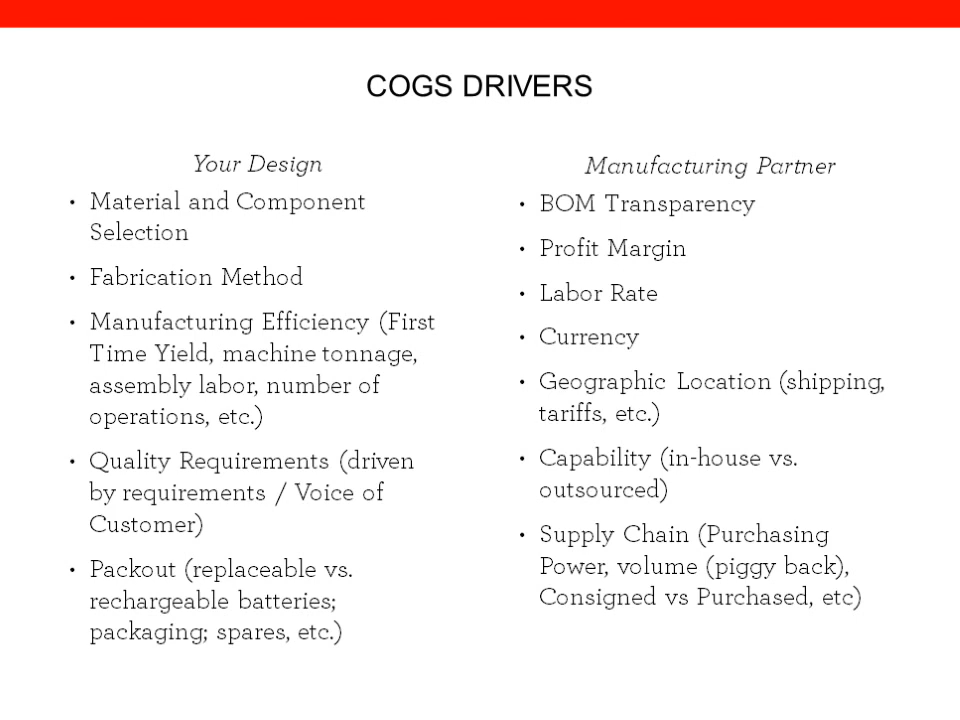 COGS DRIVERS
Your Design
• Material and Component
Selection
• Fabrication Method
• Manufacturing Efficiency (First
Time Yield, machine tonnage,
assembly labor, number of
operations, etc.)
• Quality Requirements (driven
by requirements / Voice of
Customer)
• Packout (replaceable vs.
rechargeable batteries;
packaging; spares, etc.)
Manufacturing Partner
• BOM Transparency
• Profit Margin
• Labor Rate
• Currency
• Geographic Location (shipping,
tariffs, etc.)
• Capability (in-house vs.
outsourced)
• Supply Chain (Purchasing
Power, volume (piggy back),
Consigned vs Purchased, etc)